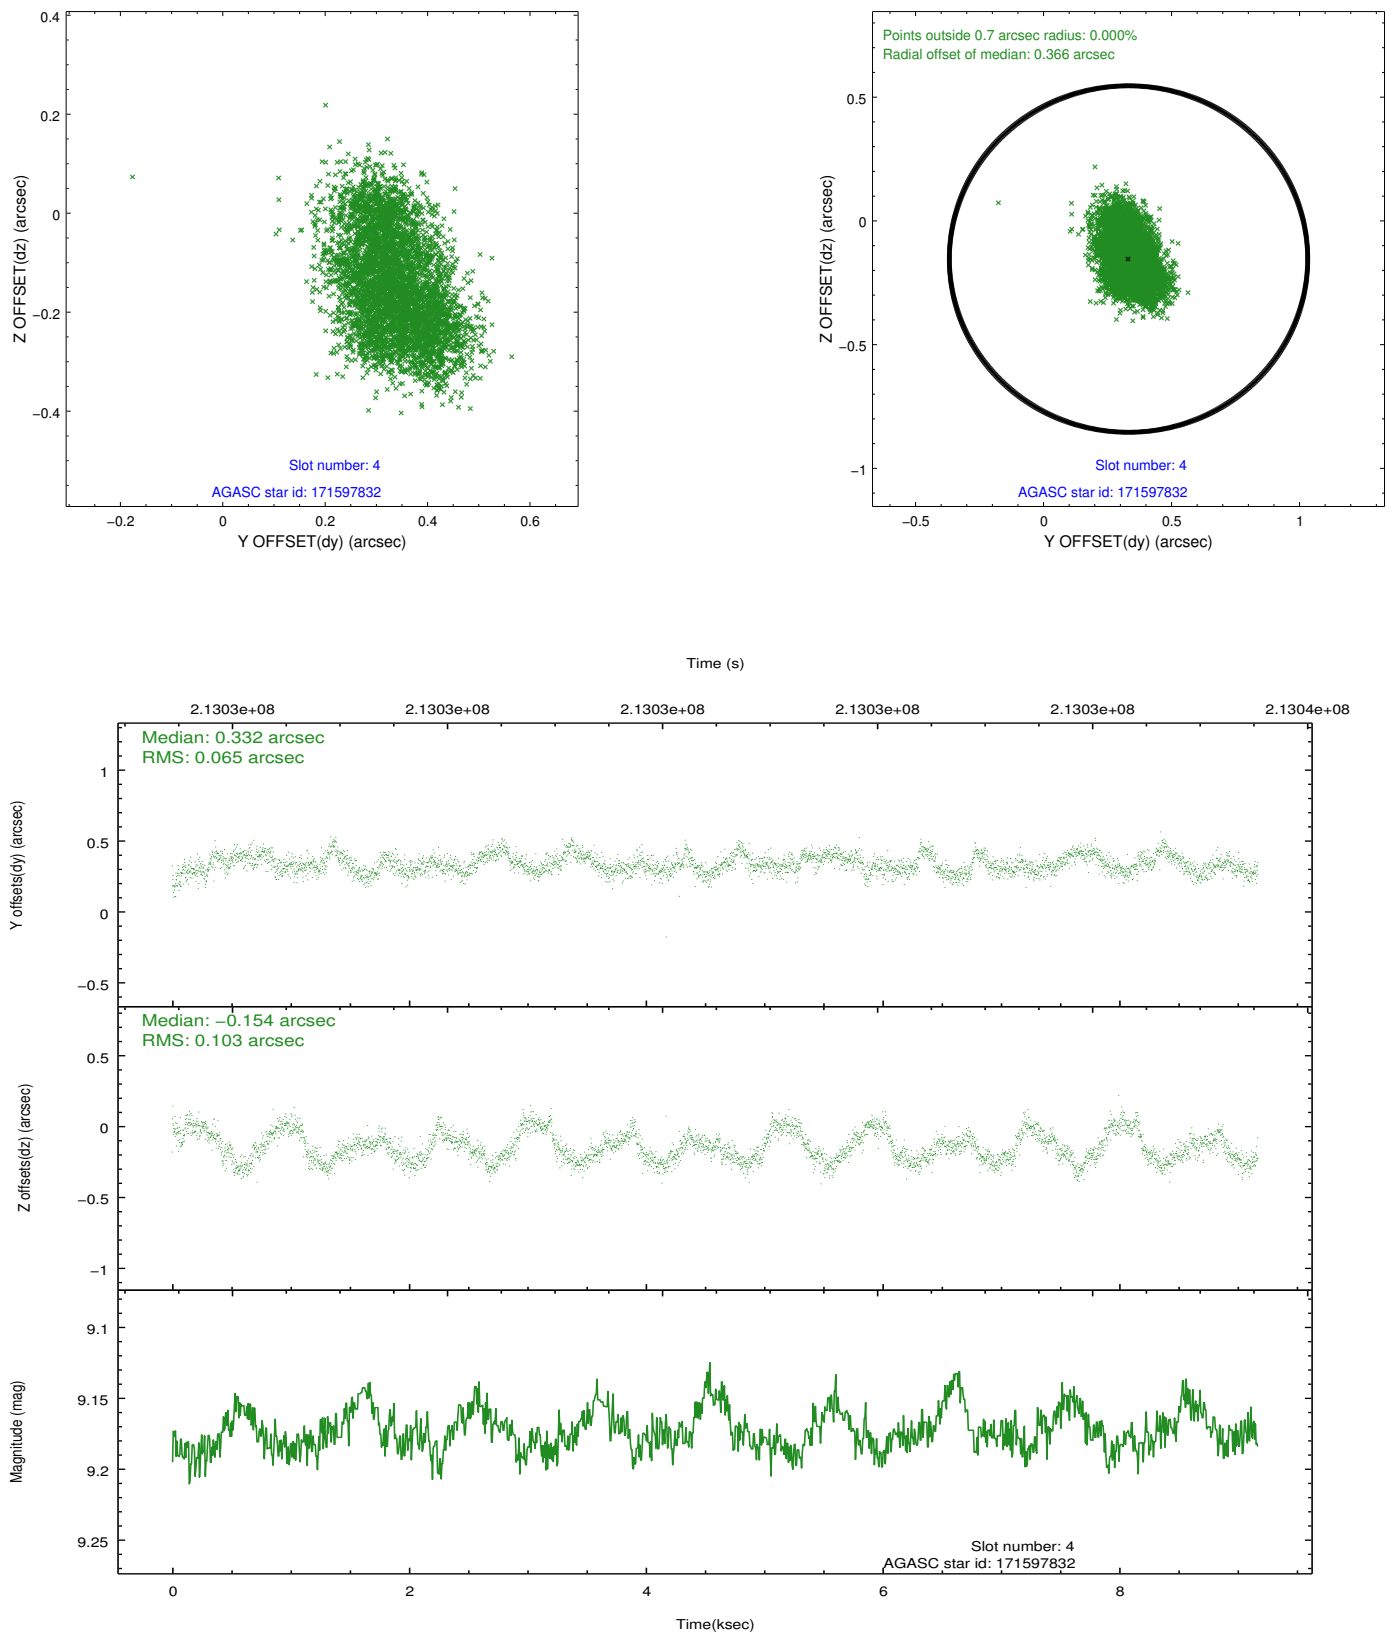 0.4
0.2
0
−0.2
−0.4
Z OFFSET(dz) (arcsec)
Slot number: 4
AGASC star id: 171597832
−0.2 0 0.2 0.4 0.6
Y OFFSET(dy) (arcsec)
Points outside 0.7 arcsec radius: 0.000%
Radial offset of median: 0.366 arcsec
0.5
0
−0.5
−1
Z OFFSET(dz) (arcsec)
Slot number: 4
AGASC star id: 171597832
−0.5 0 0.5 1
Y OFFSET(dy) (arcsec)
Time (s)
2.1303e+08 2.1303e+08 2.1303e+08 2.1303e+08 2.1303e+08 2.1304e+08
Median: 0.332 arcsec
RMS: 0.065 arcsec
1
0.5
0
−0.5
Y offsets(dy) (arcsec)
Median: −0.154 arcsec
RMS: 0.103 arcsec
0.5
0
−0.5
−1
Z offsets(dz) (arcsec)
9.1
9.15
9.2
9.25
Magnitude (mag)
Slot number: 4
AGASC star id: 171597832
0 2 4 6 8
Time(ksec)